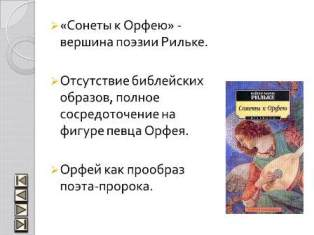 «Сонеты к Орфею» -
вершина поэзии Рильке.
Отсутствие библейских
образов, полное
сосредоточение на
фигуре певца Орфея.
Орфей как прообраз
поэта-пророка.
РИЛЬКЕ
Сонеты к Орфею